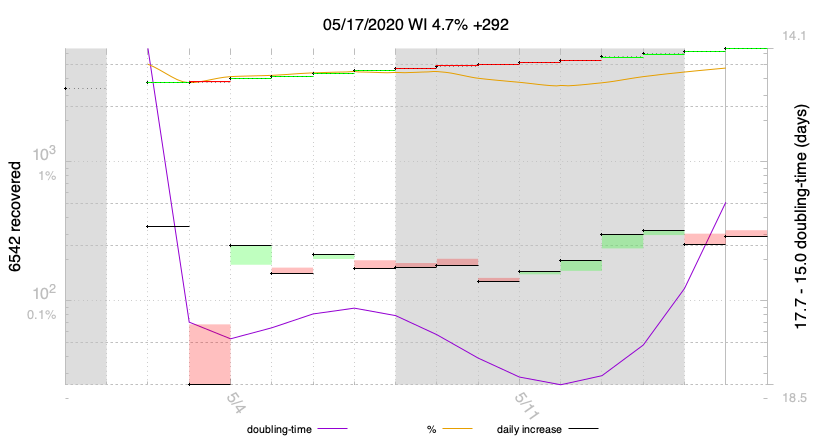 05/17/2020 WI 4.7% +292
14.1
10³
1%
6542 recovered
17.7 - 15.0 doubling-time (days)
10²
0.1%
18.5
5/4
5/11
doubling-time
%
daily increase